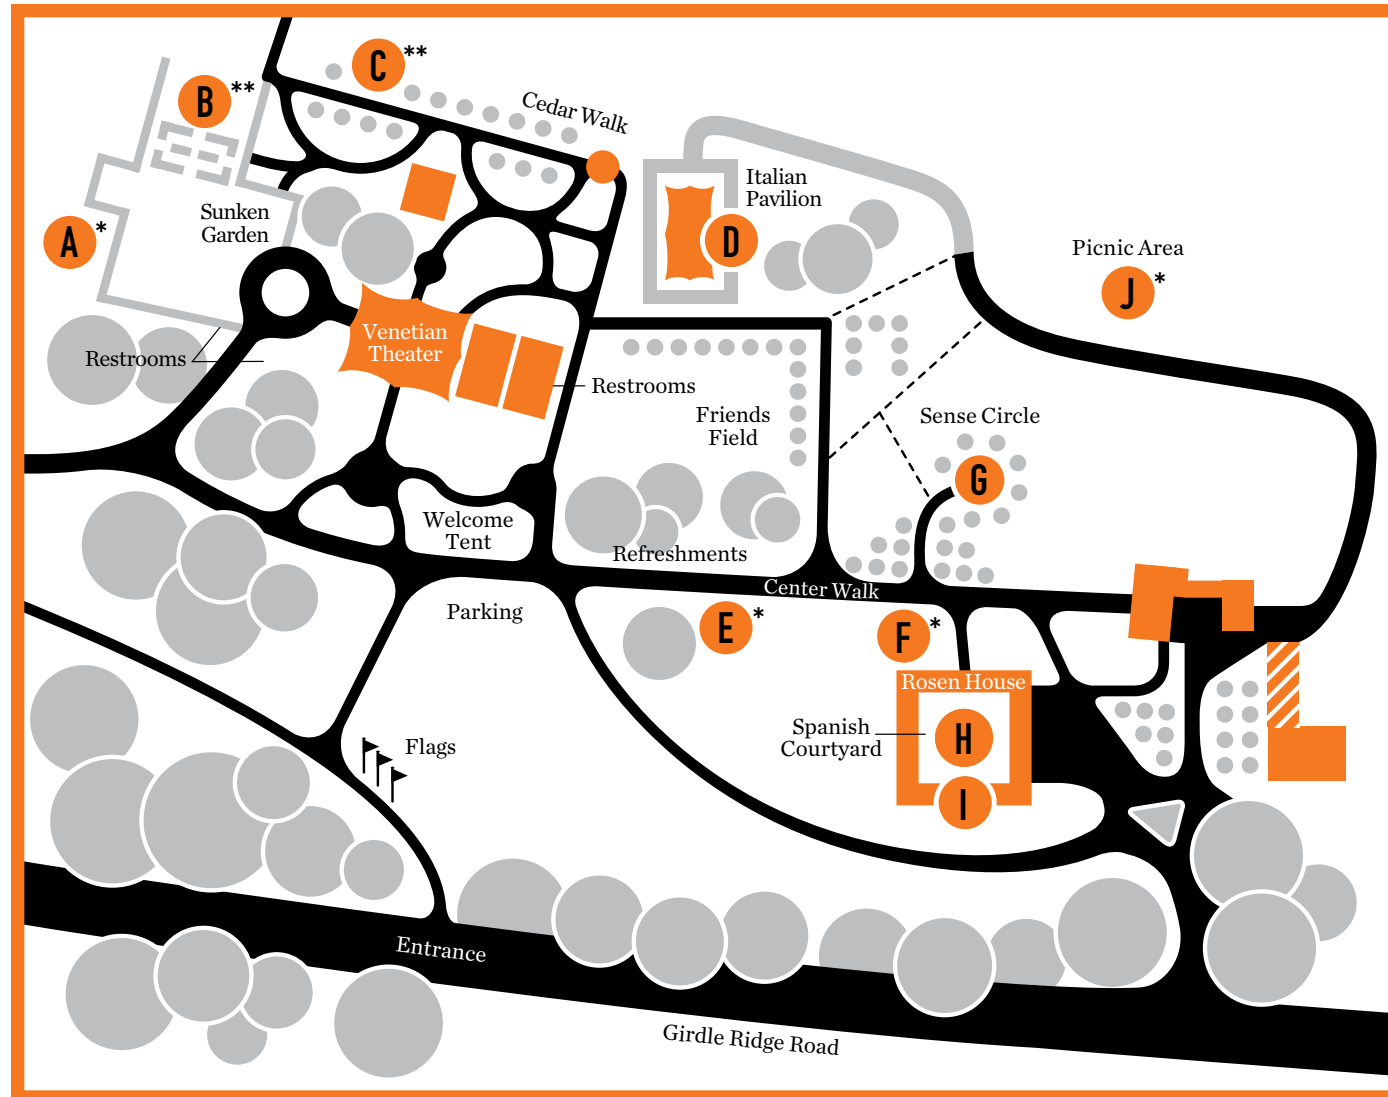 C**
B**
Cedar Walk
Italian
Pavilion
Sunken
Garden
A*
D
Picnic Area
J*
Venetian
Theater
Restrooms
Restrooms
Friends
Field
Sense Circle
G
Welcome
Tent
Refreshments
Center Walk
Parking
E*
F*
Rosen House
Spanish
Courtyard
H
Flags
I
Entrance
Girdle Ridge Road